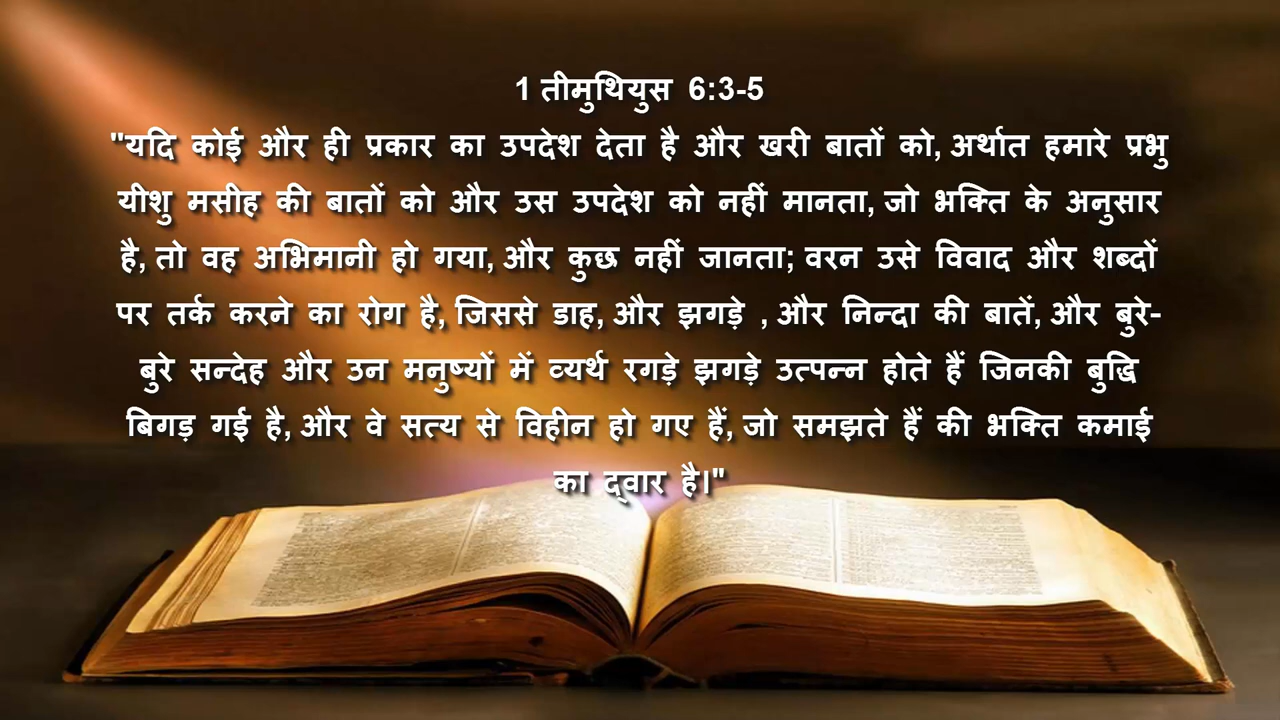 1 तीमुथियुस 6:3-5
"यदि कोई और ही प्रकार का उपदेश देता है और खरी बातों को, अर्थात हमारे प्रभु
यीशु मसीह की बातों को और उस उपदेश को नहीं मानता, जो भक्ति के अनुसार
है, तो वह अभिमानी हो गया, और कुछ नहीं जानता; वरन उसे विवाद और शब्दों
पर तर्क करने का रोग है, जिससे डाह, और झगड़े , और निन्दा की बातें, और बुरे-
बुरे सन्देह और उन मनुष्यों में व्यर्थ रगड़े झगड़े उत्पन्न होते हैं जिनकी बुद्धि
बिगड़ गई है, और वे सत्य से विहीन हो गए हैं, जो समझते हैं की भक्ति कमाई
का द्वार है।"